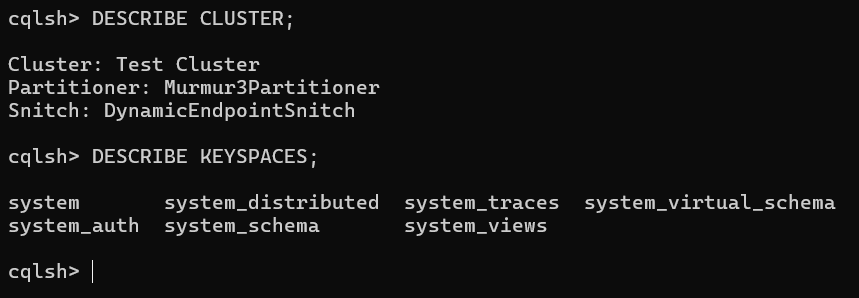 cqlsh> DESCRIBE CLUSTER;
Cluster: Test Cluster
Partitioner: Murmur3Partitioner
Snitch: DynamicEndpointSnitch
cqlsh> DESCRIBE KEYSPACES;
system       system_distributed  system_traces  system_virtual_schema
system_auth  system_schema       system_views
cqlsh>